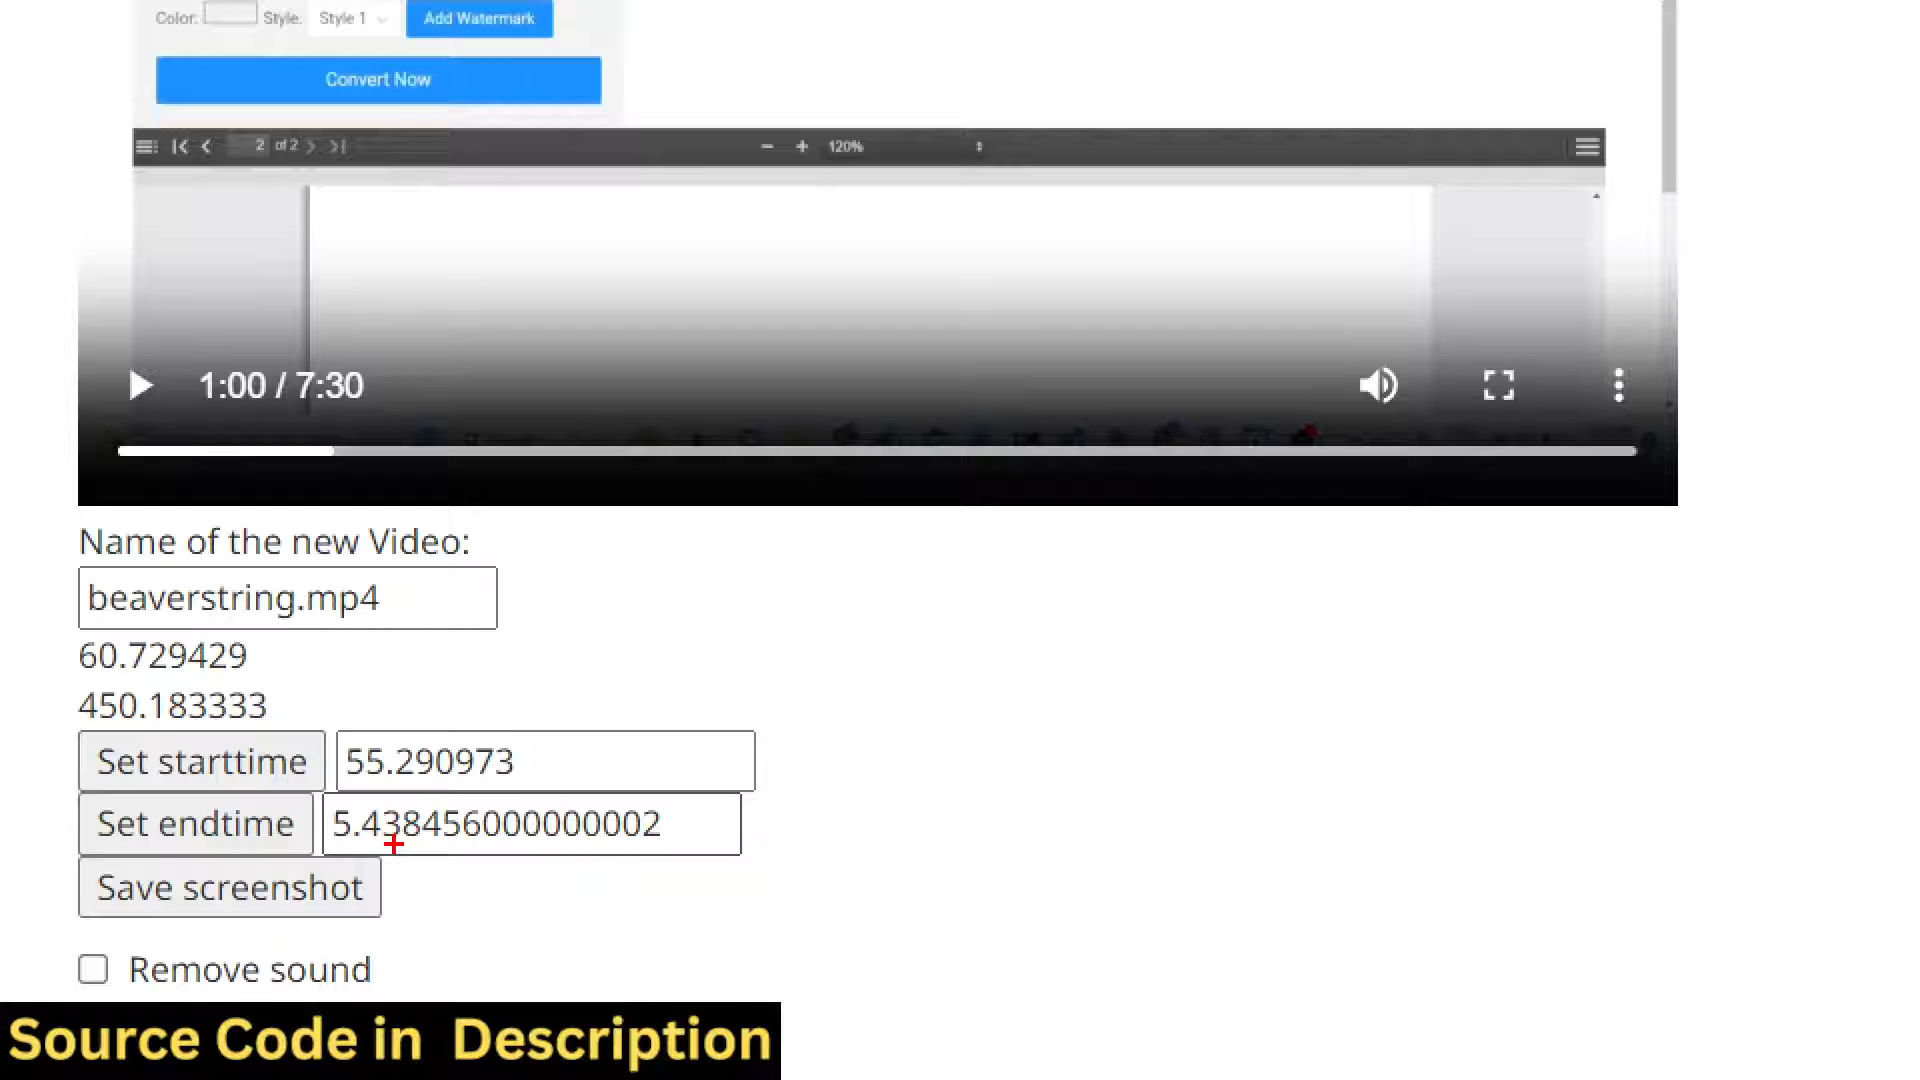 Color: Style: Style 1 Add Watermark
Convert Now
2 of 2 120%
1:00 / 7:30
Name of the new Video:
beaverstring.mp4
60.729429
450.183333
Set starttime 55.290973
Set endtime 5.438456000000002
Save screenshot
Remove sound
Source Code in Description